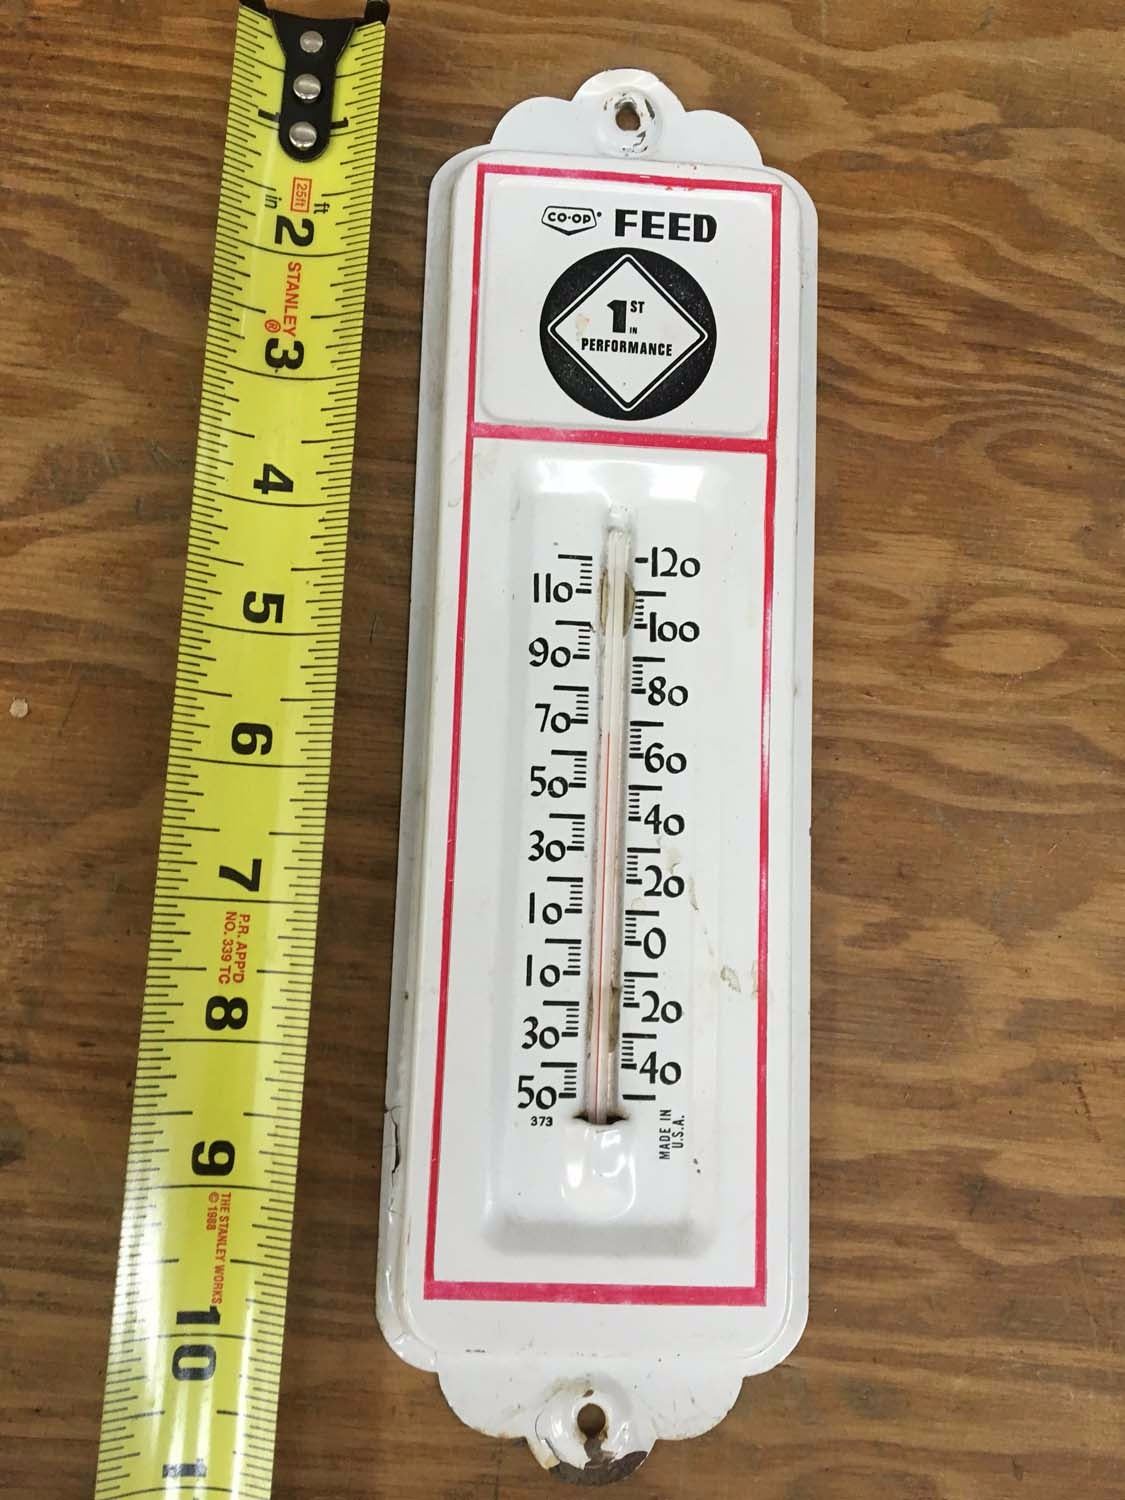 1
ft
in
25ft
2
STANLEY®
3
4
5
6
7
P.R. APP'D
NO. 339 TC
8
9
THE STANLEY WORKS
© 1988
10
CO-OP® FEED
1ST
IN
PERFORMANCE
120
110
100
90
80
70
60
50
40
30
20
10
0
10
20
30
40
50
373
MADE IN
U.S.A.